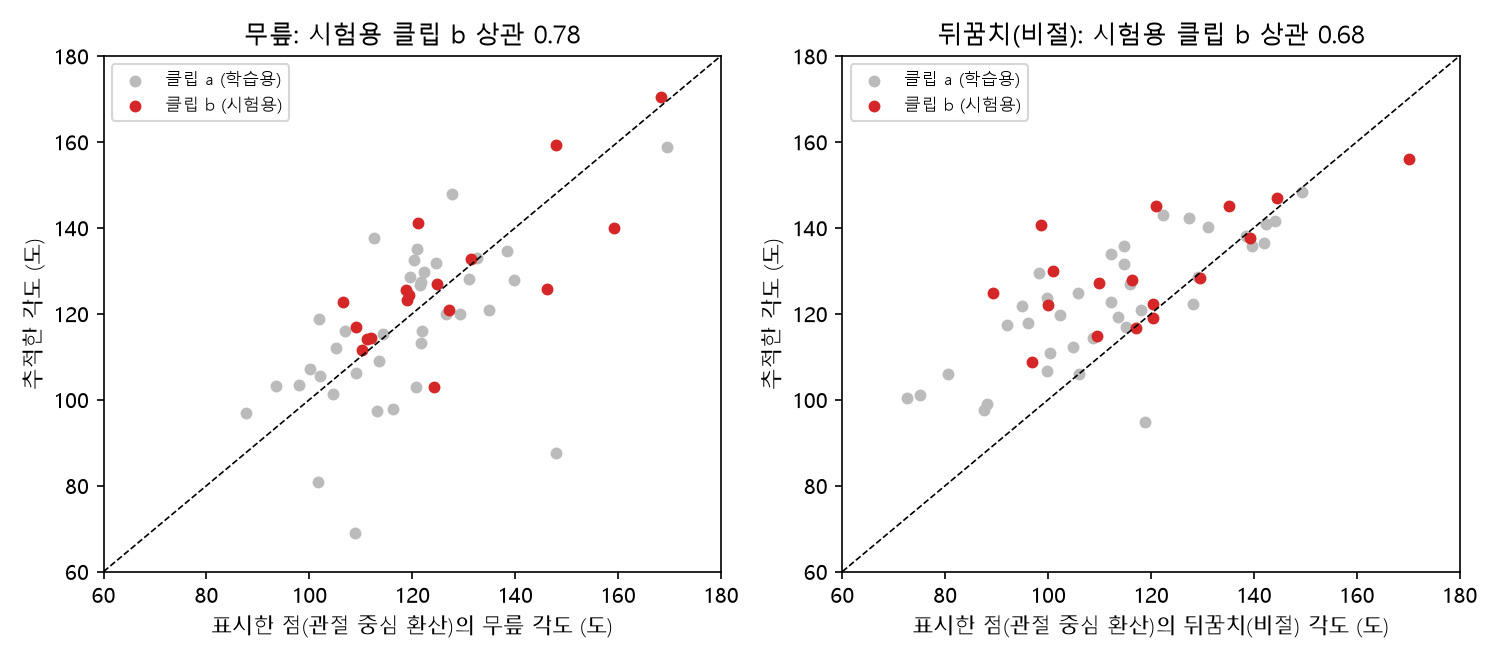 무릎: 시험용 클립 b 상관 0.78
클립 a (학습용)
클립 b (시험용)
180
160
140
120
100
80
60
추적한 각도 (도)
60 80 100 120 140 160 180
표시한 점(관절 중심 환산)의 무릎 각도 (도)
뒤꿈치(비절): 시험용 클립 b 상관 0.68
클립 a (학습용)
클립 b (시험용)
180
160
140
120
100
80
60
추적한 각도 (도)
60 80 100 120 140 160 180
표시한 점(관절 중심 환산)의 뒤꿈치(비절) 각도 (도)